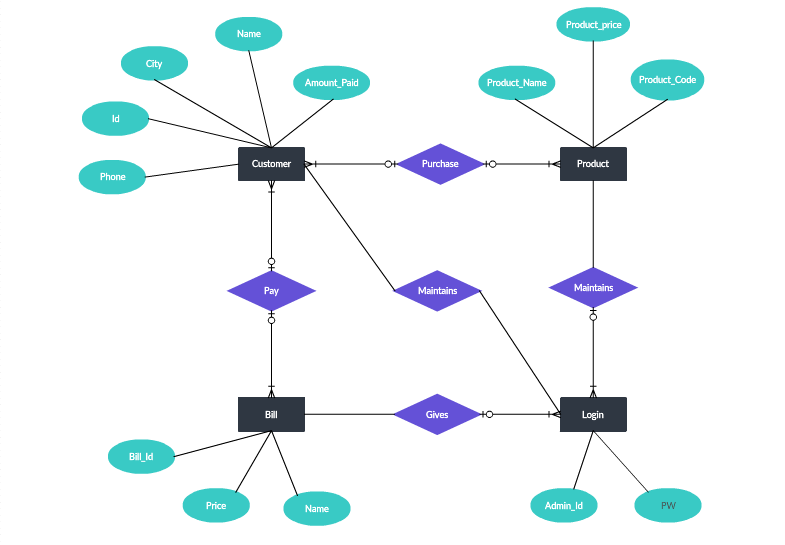 Product_price
Name
City
Amount_Paid
Product_Name
Product_Code
Id
Customer
Purchase
Product
Phone
Pay
Maintains
Maintains
Bill
Gives
Login
Bill_Id
Price
Name
Admin_Id
PW